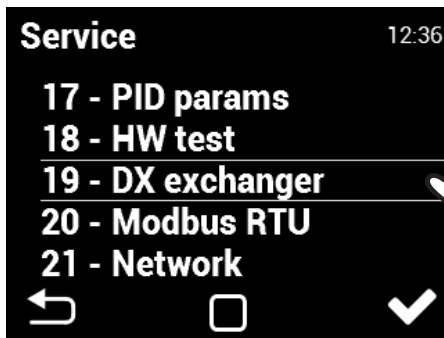 Service 12:36
17 - PID params
18 - HW test
19 - DX exchanger
20 - Modbus RTU
21 - Network